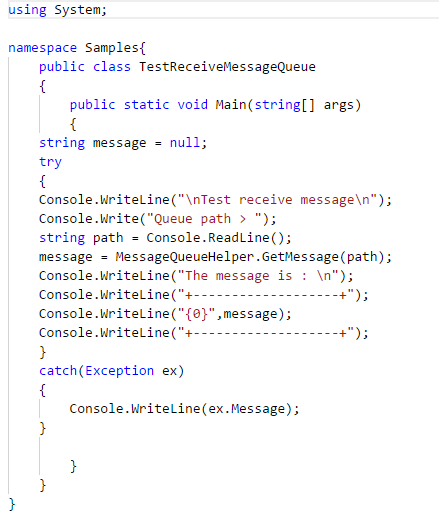 using System;

namespace Samples{
    public class TestReceiveMessageQueue
    {
        public static void Main(string[] args)
        {
    string message = null;
    try
    {
    Console.WriteLine("\nTest receive message\n");
    Console.Write("Queue path > ");
    string path = Console.ReadLine();
    message = MessageQueueHelper.GetMessage(path);
    Console.WriteLine("The message is : \n");
    Console.WriteLine("+-------------------+");
    Console.WriteLine("{0}",message);
    Console.WriteLine("+-------------------+");
    }
    catch(Exception ex)
    {
        Console.WriteLine(ex.Message);
    }

        }
    }
}